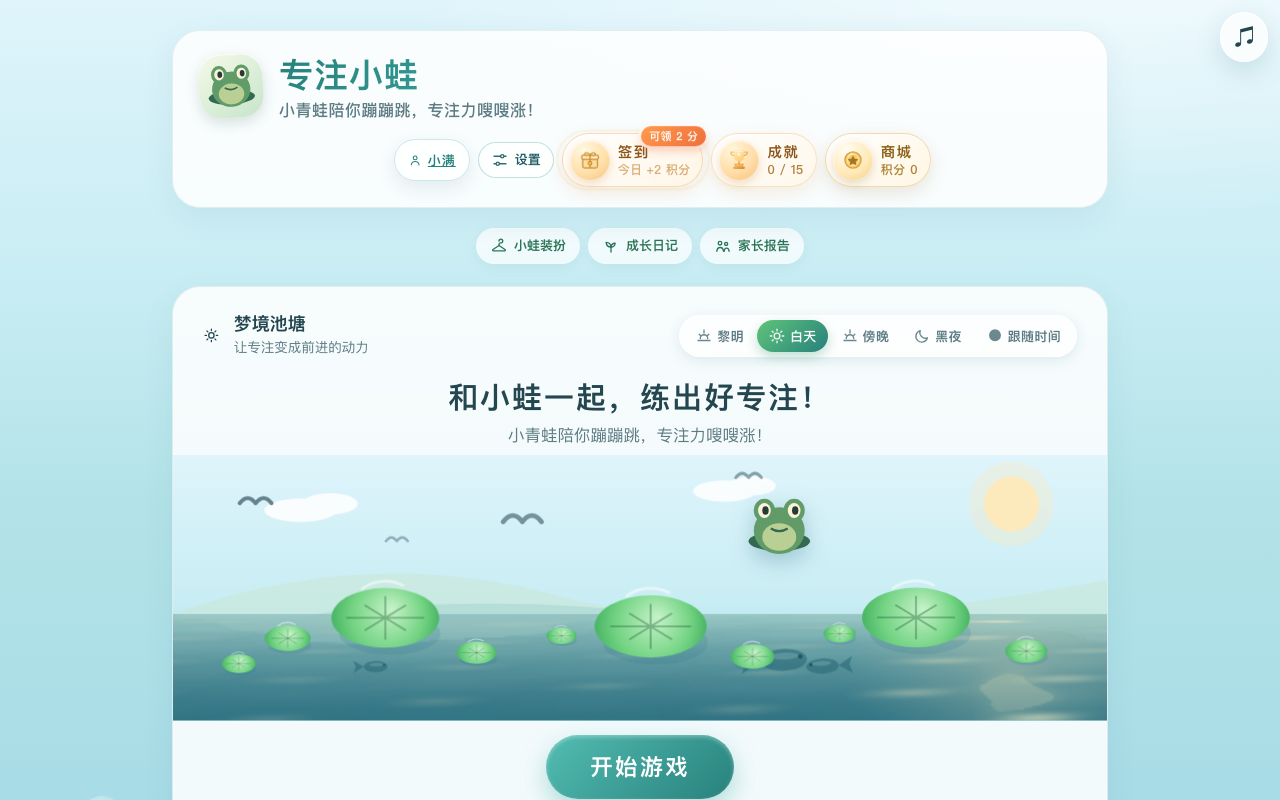 专注小蛙
小青蛙陪你蹦蹦跳，专注力嗖嗖涨！
小满
设置
可领 2 分
签到
今日 +2 积分
成就
0 / 15
商城
积分 0
小蛙装扮
成长日记
家长报告
梦境池塘
让专注变成前进的动力
黎明
白天
傍晚
黑夜
跟随时间
和小蛙一起，练出好专注！
小青蛙陪你蹦蹦跳，专注力嗖嗖涨！
开始游戏